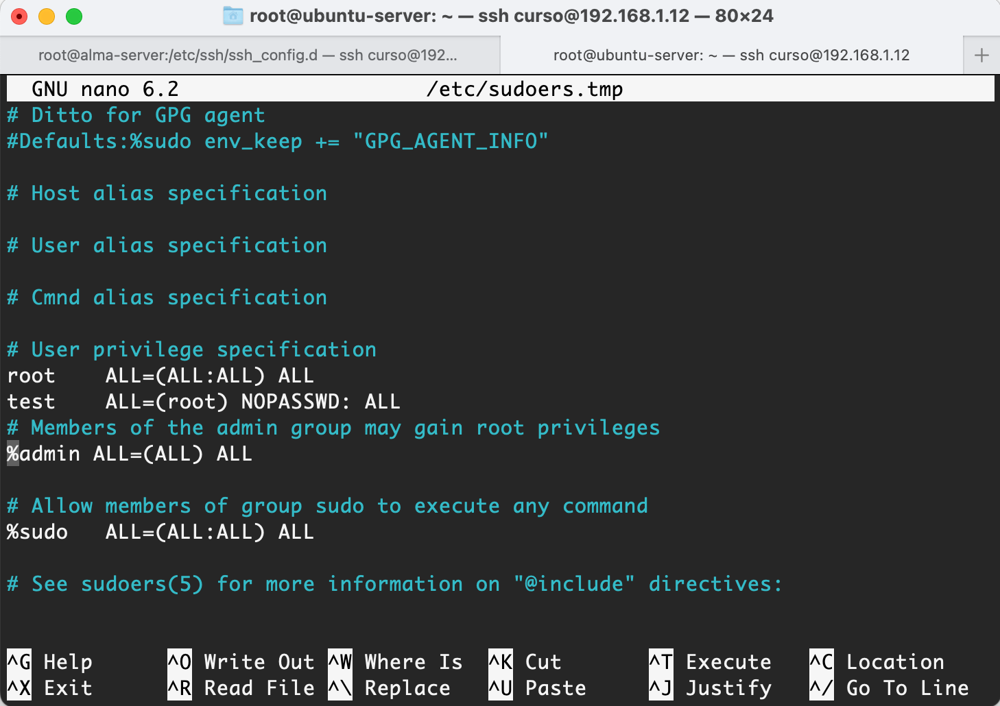 root@ubuntu-server: ~ — ssh curso@192.168.1.12 — 80×24
root@alma-server:/etc/ssh/ssh_config.d — ssh curso@192...
root@ubuntu-server: ~ — ssh curso@192.168.1.12
+
GNU nano 6.2 /etc/sudoers.tmp
# Ditto for GPG agent
#Defaults:%sudo env_keep += "GPG_AGENT_INFO"
# Host alias specification
# User alias specification
# Cmnd alias specification
# User privilege specification
root    ALL=(ALL:ALL) ALL
test    ALL=(root) NOPASSWD: ALL
# Members of the admin group may gain root privileges
%admin ALL=(ALL) ALL
# Allow members of group sudo to execute any command
%sudo   ALL=(ALL:ALL) ALL
# See sudoers(5) for more information on "@include" directives:
^G Help ^O Write Out ^W Where Is ^K Cut ^T Execute ^C Location
^X Exit ^R Read File ^\ Replace ^U Paste ^J Justify ^/ Go To Line